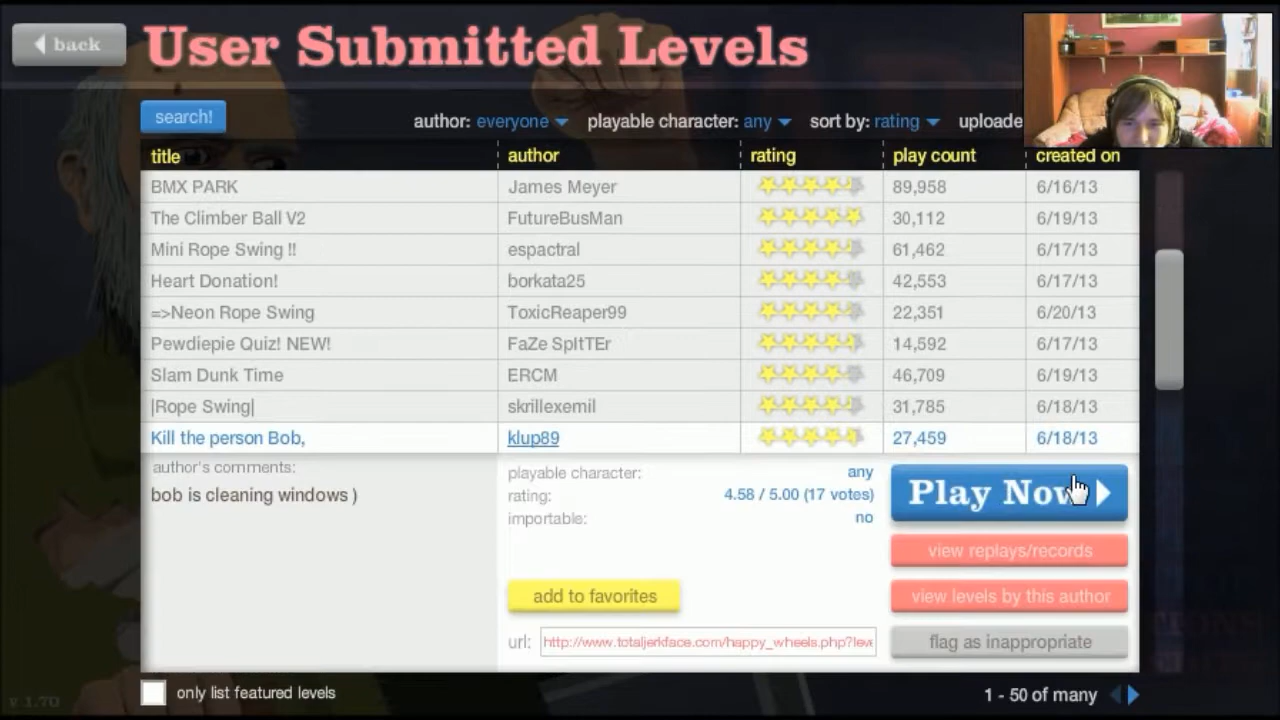 back
User Submitted Levels
search!
author: everyone playable character: any sort by: rating uploade
title author rating play count created on
BMX PARK James Meyer 89,958 6/16/13
The Climber Ball V2 FutureBusMan 30,112 6/19/13
Mini Rope Swing !! espactral 61,462 6/17/13
Heart Donation! borkata25 42,553 6/17/13
=>Neon Rope Swing ToxicReaper99 22,351 6/20/13
Pewdiepie Quiz! NEW! FaZe SpItTEr 14,592 6/17/13
Slam Dunk Time ERCM 46,709 6/19/13
|Rope Swing| skrillexemil 31,785 6/18/13
Kill the person Bob, klup89 27,459 6/18/13
author's comments:
bob is cleaning windows )
playable character: any
rating: 4.58 / 5.00 (17 votes)
importable: no
add to favorites
url: http://www.totaljerkface.com/happy_wheels.php?leve
Play Now
view replays/records
view levels by this author
flag as inappropriate
only list featured levels
1 - 50 of many
v 1.70